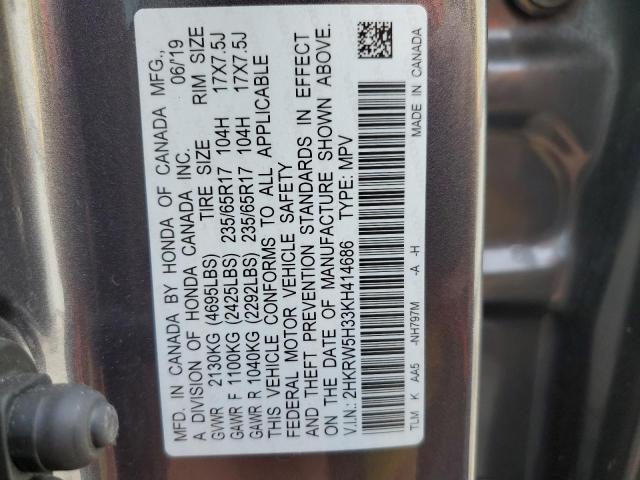 MFD. IN CANADA BY HONDA OF CANADA MFG.,
A DIVISION OF HONDA CANADA INC. 06/19
GVWR 2130KG (4695LBS) TIRE SIZE RIM SIZE
GAWR F 1100KG (2425LBS) 235/65R17 104H 17X7.5J
GAWR R 1040KG (2292LBS) 235/65R17 104H 17X7.5J
THIS VEHICLE CONFORMS TO ALL APPLICABLE
FEDERAL MOTOR VEHICLE SAFETY
AND THEFT PREVENTION STANDARDS IN EFFECT
ON THE DATE OF MANUFACTURE SHOWN ABOVE.
V.I.N.: 2HKRW5H33KH414686 TYPE: MPV
TLM K AA5 -NH797M -A -H MADE IN CANADA